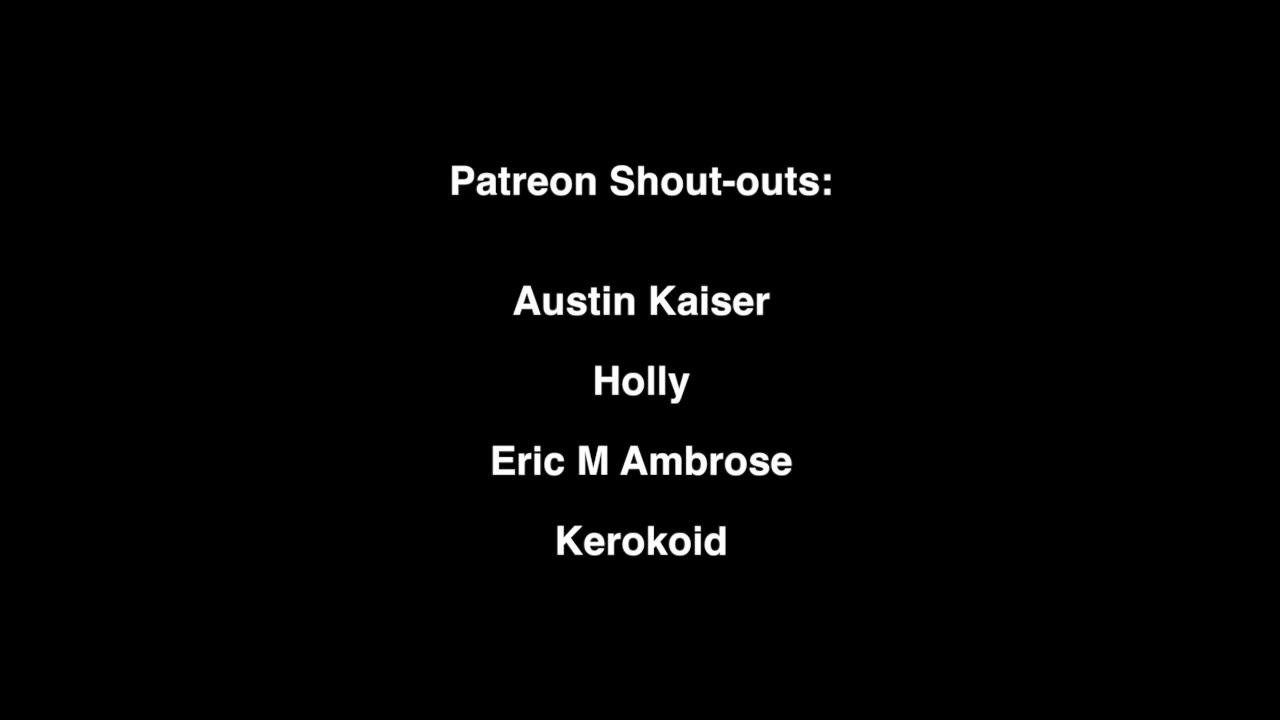 Patreon Shout-outs:
Austin Kaiser
Holly
Eric M Ambrose
Kerokoid